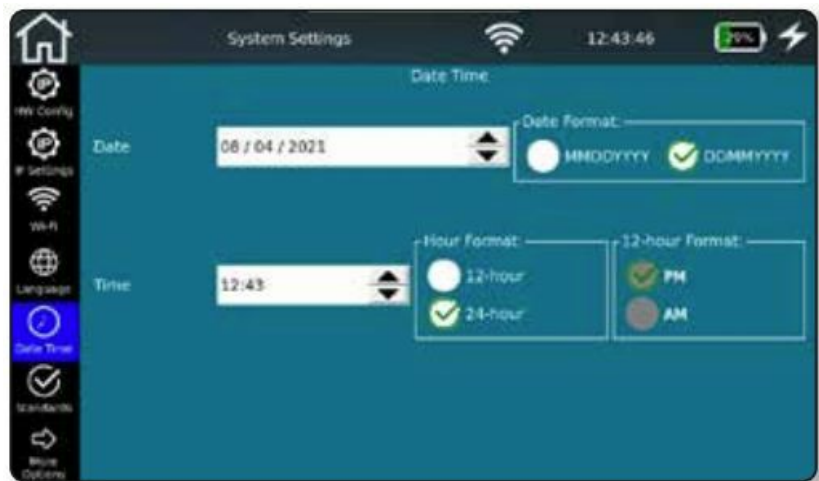 System Settings
12:43:46
29%
Date Time
HW Config
IP Settings
Wi-Fi
Language
Date Time
Standards
More
Options
Date
08 / 04 / 2021
Date Format:
MMDDYYYY
DDMMYYYY
Time
12:43
Hour Format:
12-hour
24-hour
12-hour Format:
PM
AM